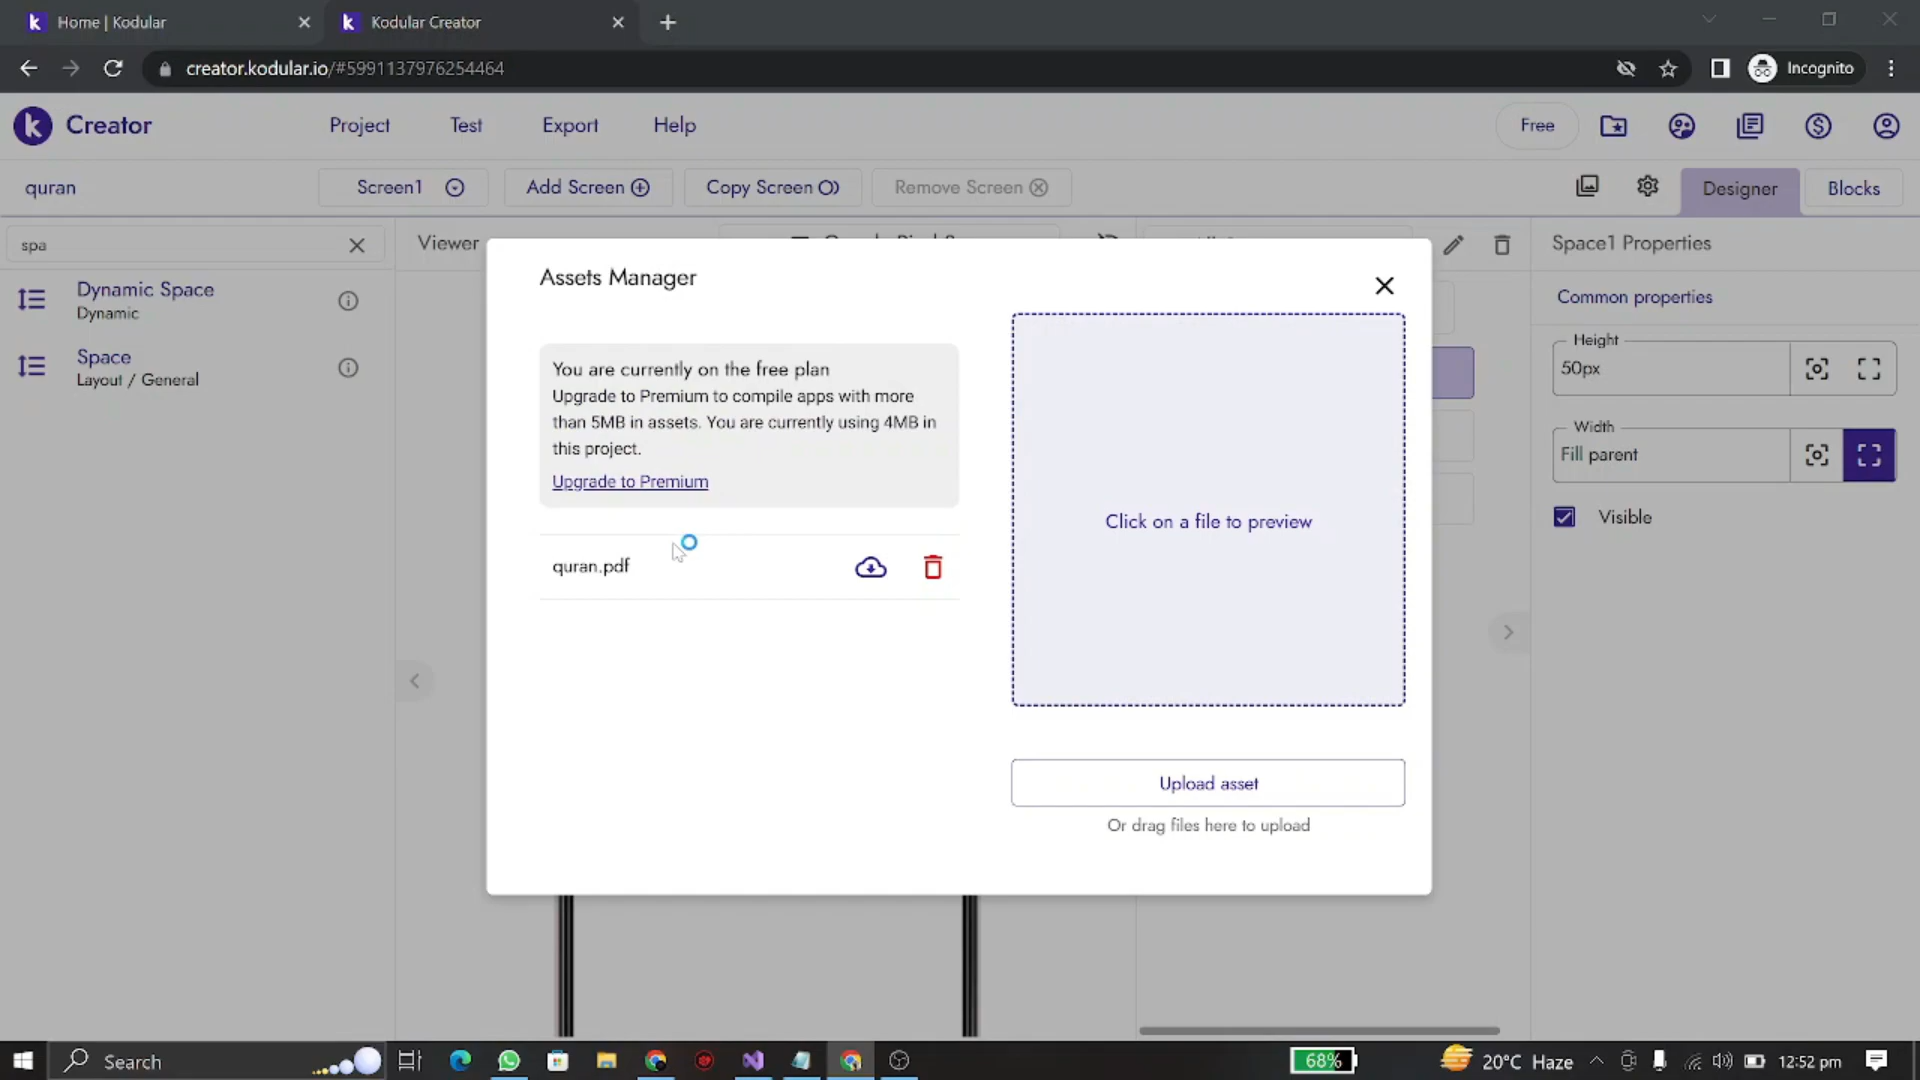 Home | Kodular
Kodular Creator
creator.kodular.io/#5991137976254464
Incognito
Creator
Project
Test
Export
Help
Free
quran
Screen1
Add Screen
Copy Screen
Remove Screen
Designer
Blocks
spa
Viewer
Space1 Properties
Dynamic Space
Dynamic
Space
Layout / General
Assets Manager
You are currently on the free plan
Upgrade to Premium to compile apps with more
than 5MB in assets. You are currently using 4MB in
this project.
Upgrade to Premium
quran.pdf
Click on a file to preview
Upload asset
Or drag files here to upload
Common properties
Height
50px
Width
Fill parent
Visible
Search
68%
20°C Haze
12:52 pm